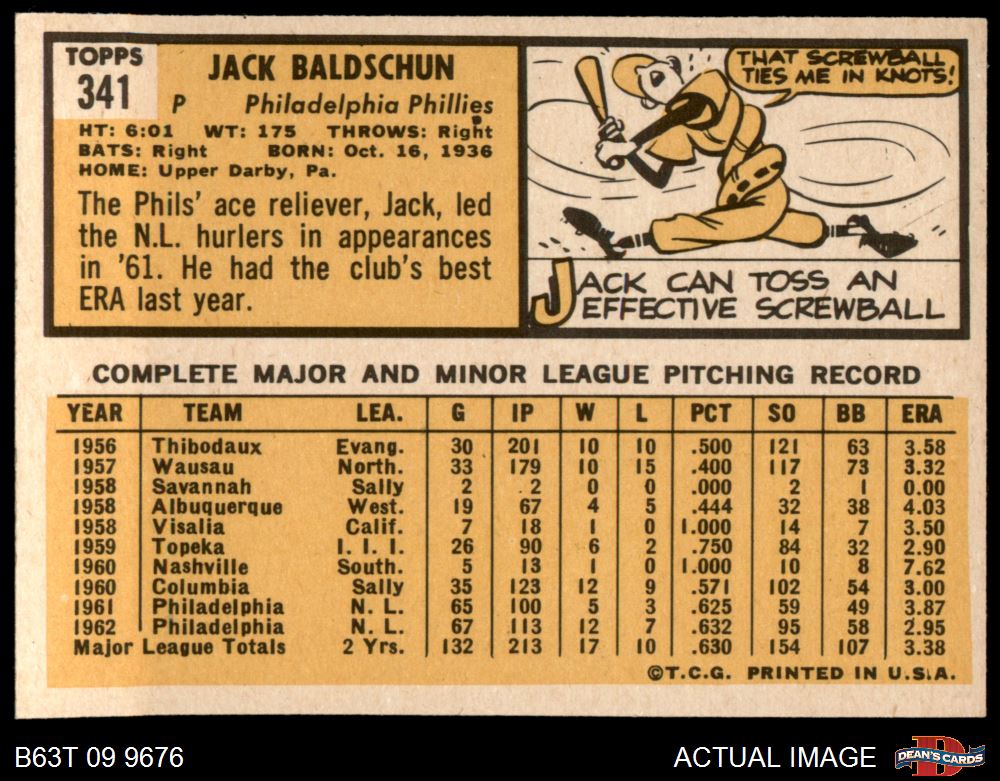 TOPPS
341
JACK BALDSCHUN
P Philadelphia Phillies
HT: 6:01 WT: 175 THROWS: Right
BATS: Right BORN: Oct. 16, 1936
HOME: Upper Darby, Pa.
The Phils' ace reliever, Jack, led
the N.L. hurlers in appearances
in '61. He had the club's best
ERA last year.
THAT SCREWBALL
TIES ME IN KNOTS!
JACK CAN TOSS AN
EFFECTIVE SCREWBALL
COMPLETE MAJOR AND MINOR LEAGUE PITCHING RECORD
YEAR TEAM LEA. G IP W L PCT SO BB ERA
1956 Thibodaux Evang. 30 201 10 10 .500 121 63 3.58
1957 Wausau North. 33 179 10 15 .400 117 73 3.32
1958 Savannah Sally 2 2 0 0 .000 2 1 0.00
1958 Albuquerque West. 19 67 4 5 .444 32 38 4.03
1958 Visalia Calif. 7 18 1 0 1.000 14 7 3.50
1959 Topeka I. I. I. 26 90 6 2 .750 84 32 2.90
1960 Nashville South. 5 13 1 0 1.000 10 8 7.62
1960 Columbia Sally 35 123 12 9 .571 102 54 3.00
1961 Philadelphia N. L. 65 100 5 3 .625 59 49 3.87
1962 Philadelphia N. L. 67 113 12 7 .632 95 58 2.95
Major League Totals 2 Yrs. 132 213 17 10 .630 154 107 3.38
©T.C.G. PRINTED IN U.S.A.
B63T 09 9676
ACTUAL IMAGE
D
DEAN'S CARDS